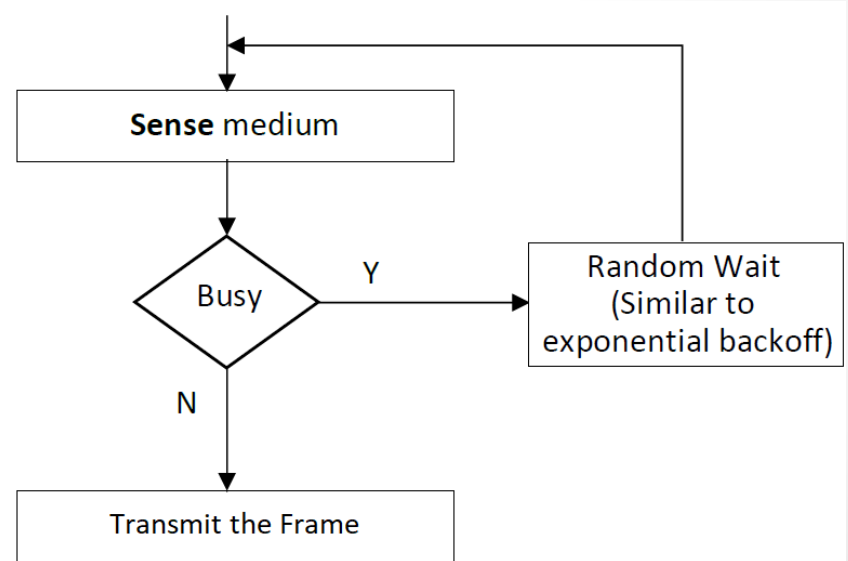 Sense medium
Busy
Y
Random Wait
(Similar to
exponential backoff)
N
Transmit the Frame